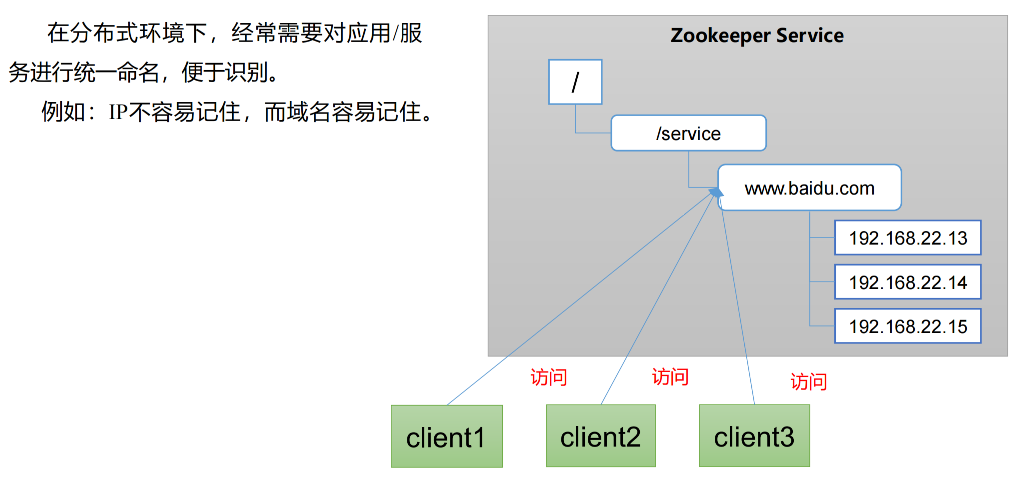 在分布式环境下，经常需要对应用/服
务进行统一命名，便于识别。
例如：IP不容易记住，而域名容易记住。
Zookeeper Service
/
/service
www.baidu.com
192.168.22.13
192.168.22.14
192.168.22.15
访问
访问
访问
client1
client2
client3